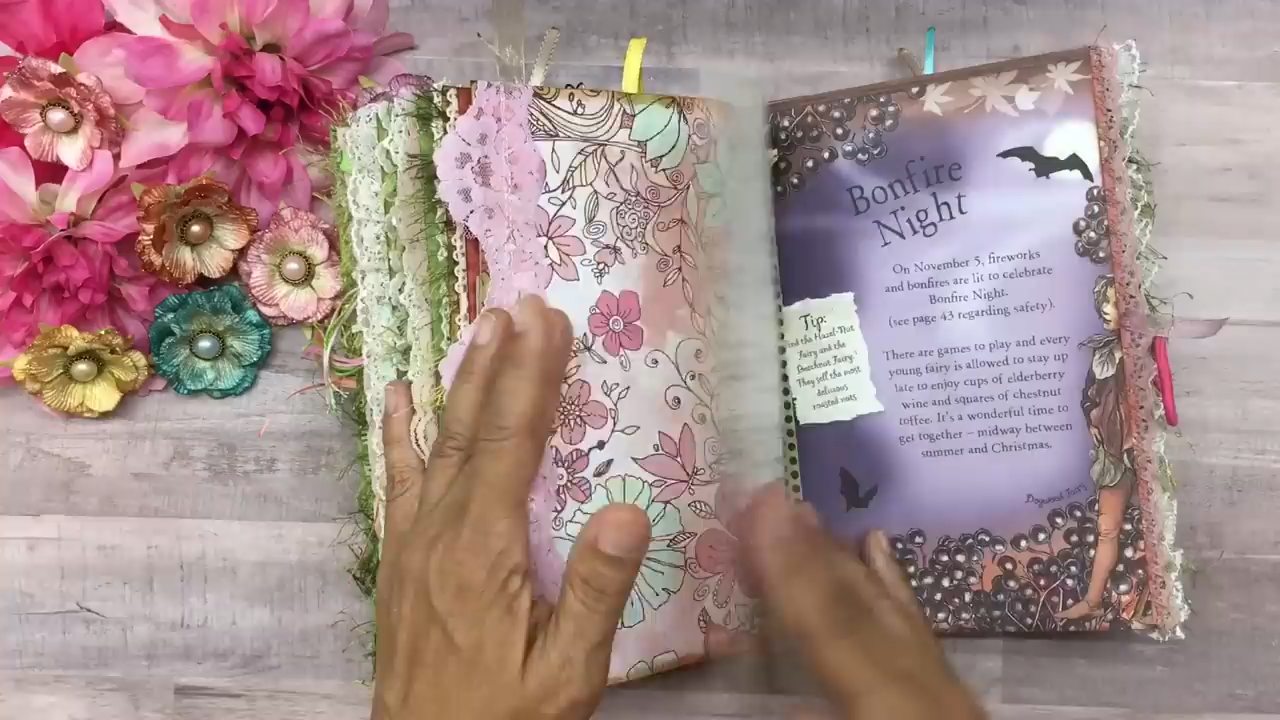 Bonfire
Night
On November 5, fireworks
and bonfires are lit to celebrate
Bonfire Night.
(see page 43 regarding safety).
There are games to play and every
young fairy is allowed to stay up
late to enjoy cups of elderberry
wine and squares of chestnut
toffee. It's a wonderful time to
get together – midway between
summer and Christmas.
Tip:
the Hazel-Nut
Fairy and the
Beechnut Fairy.
They sell the most
delicious
roasted nuts
Dogwood Fairy